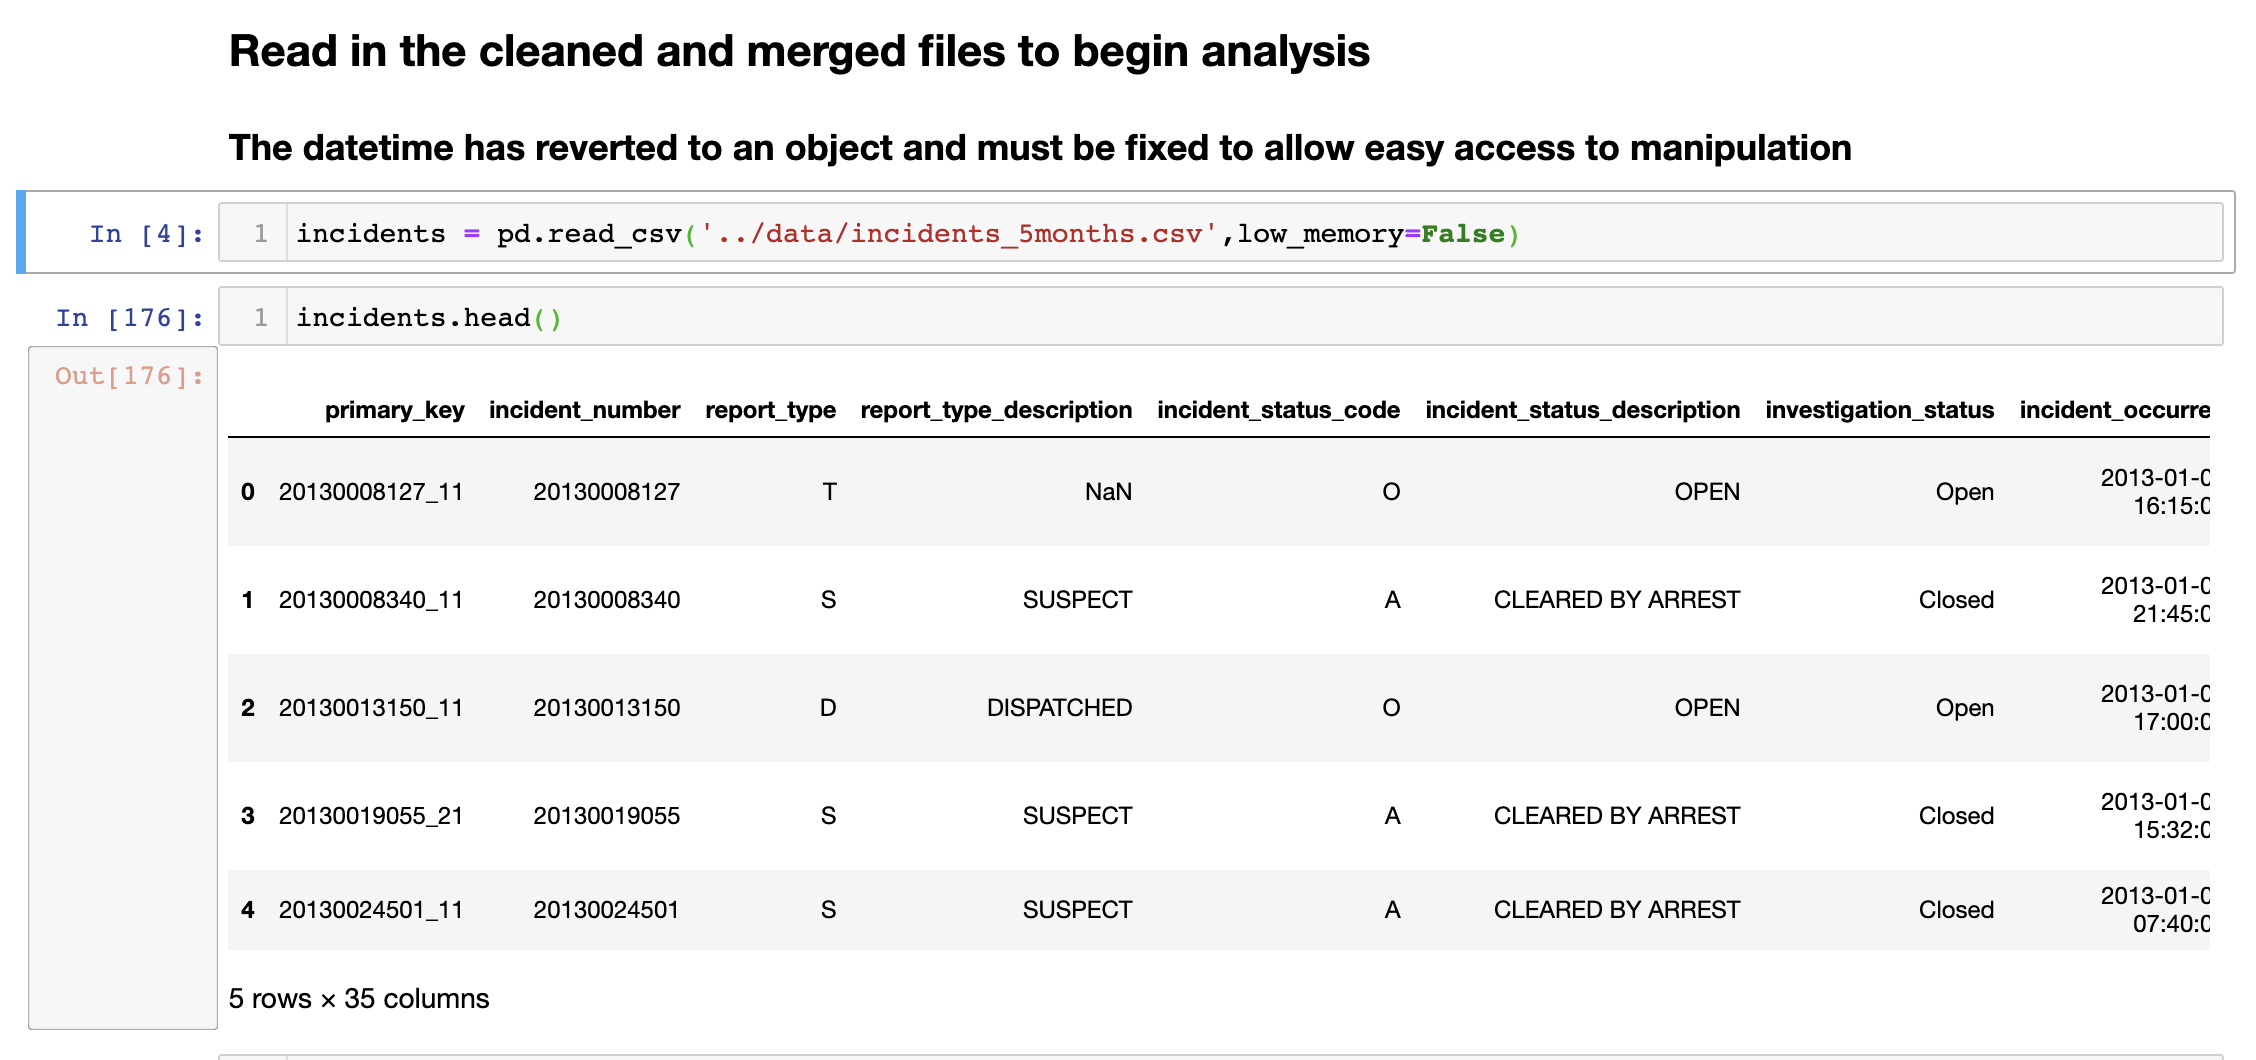 Read in the cleaned and merged files to begin analysis
The datetime has reverted to an object and must be fixed to allow easy access to manipulation
In [4]: 1 incidents = pd.read_csv('../data/incidents_5months.csv',low_memory=False)
In [176]: 1 incidents.head()
Out[176]:
primary_key incident_number report_type report_type_description incident_status_code incident_status_description investigation_status incident_occurre
0 20130008127_11 20130008127 T NaN O OPEN Open 2013-01-0
16:15:0
1 20130008340_11 20130008340 S SUSPECT A CLEARED BY ARREST Closed 2013-01-0
21:45:0
2 20130013150_11 20130013150 D DISPATCHED O OPEN Open 2013-01-0
17:00:0
3 20130019055_21 20130019055 S SUSPECT A CLEARED BY ARREST Closed 2013-01-0
15:32:0
4 20130024501_11 20130024501 S SUSPECT A CLEARED BY ARREST Closed 2013-01-0
07:40:0
5 rows × 35 columns